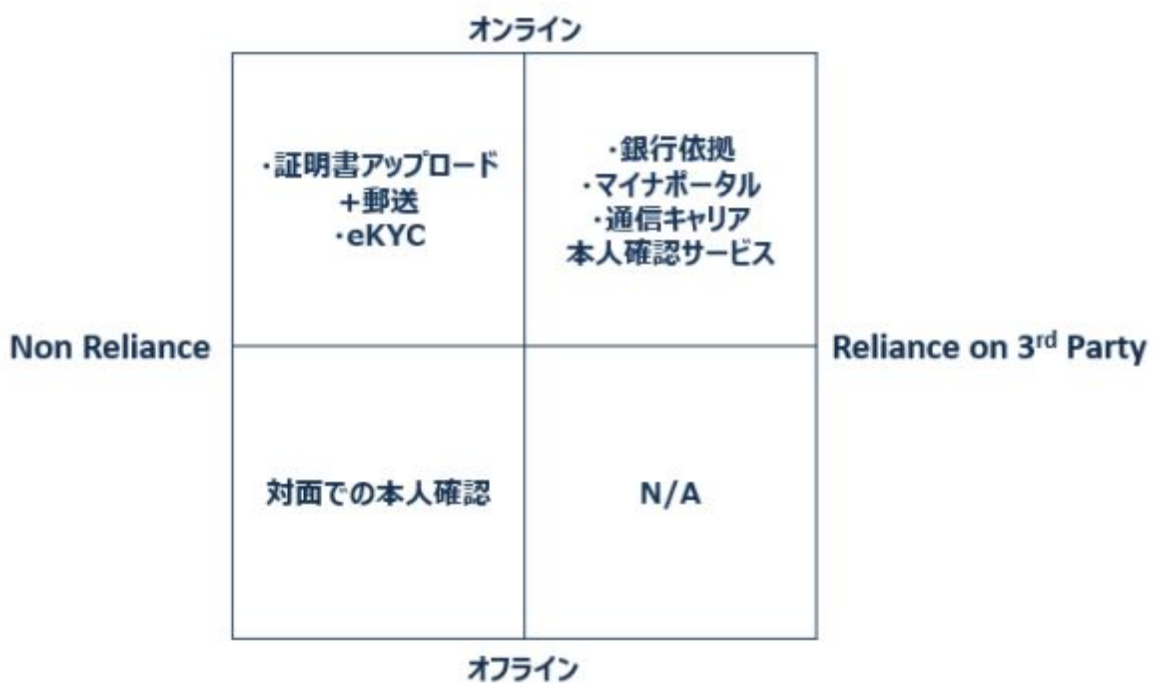 オンライン
・証明書アップロード
+郵送
・eKYC
・銀行依拠
・マイナポータル
・通信キャリア
本人確認サービス
Non Reliance
Reliance on 3rd Party
対面での本人確認
N/A
オフライン